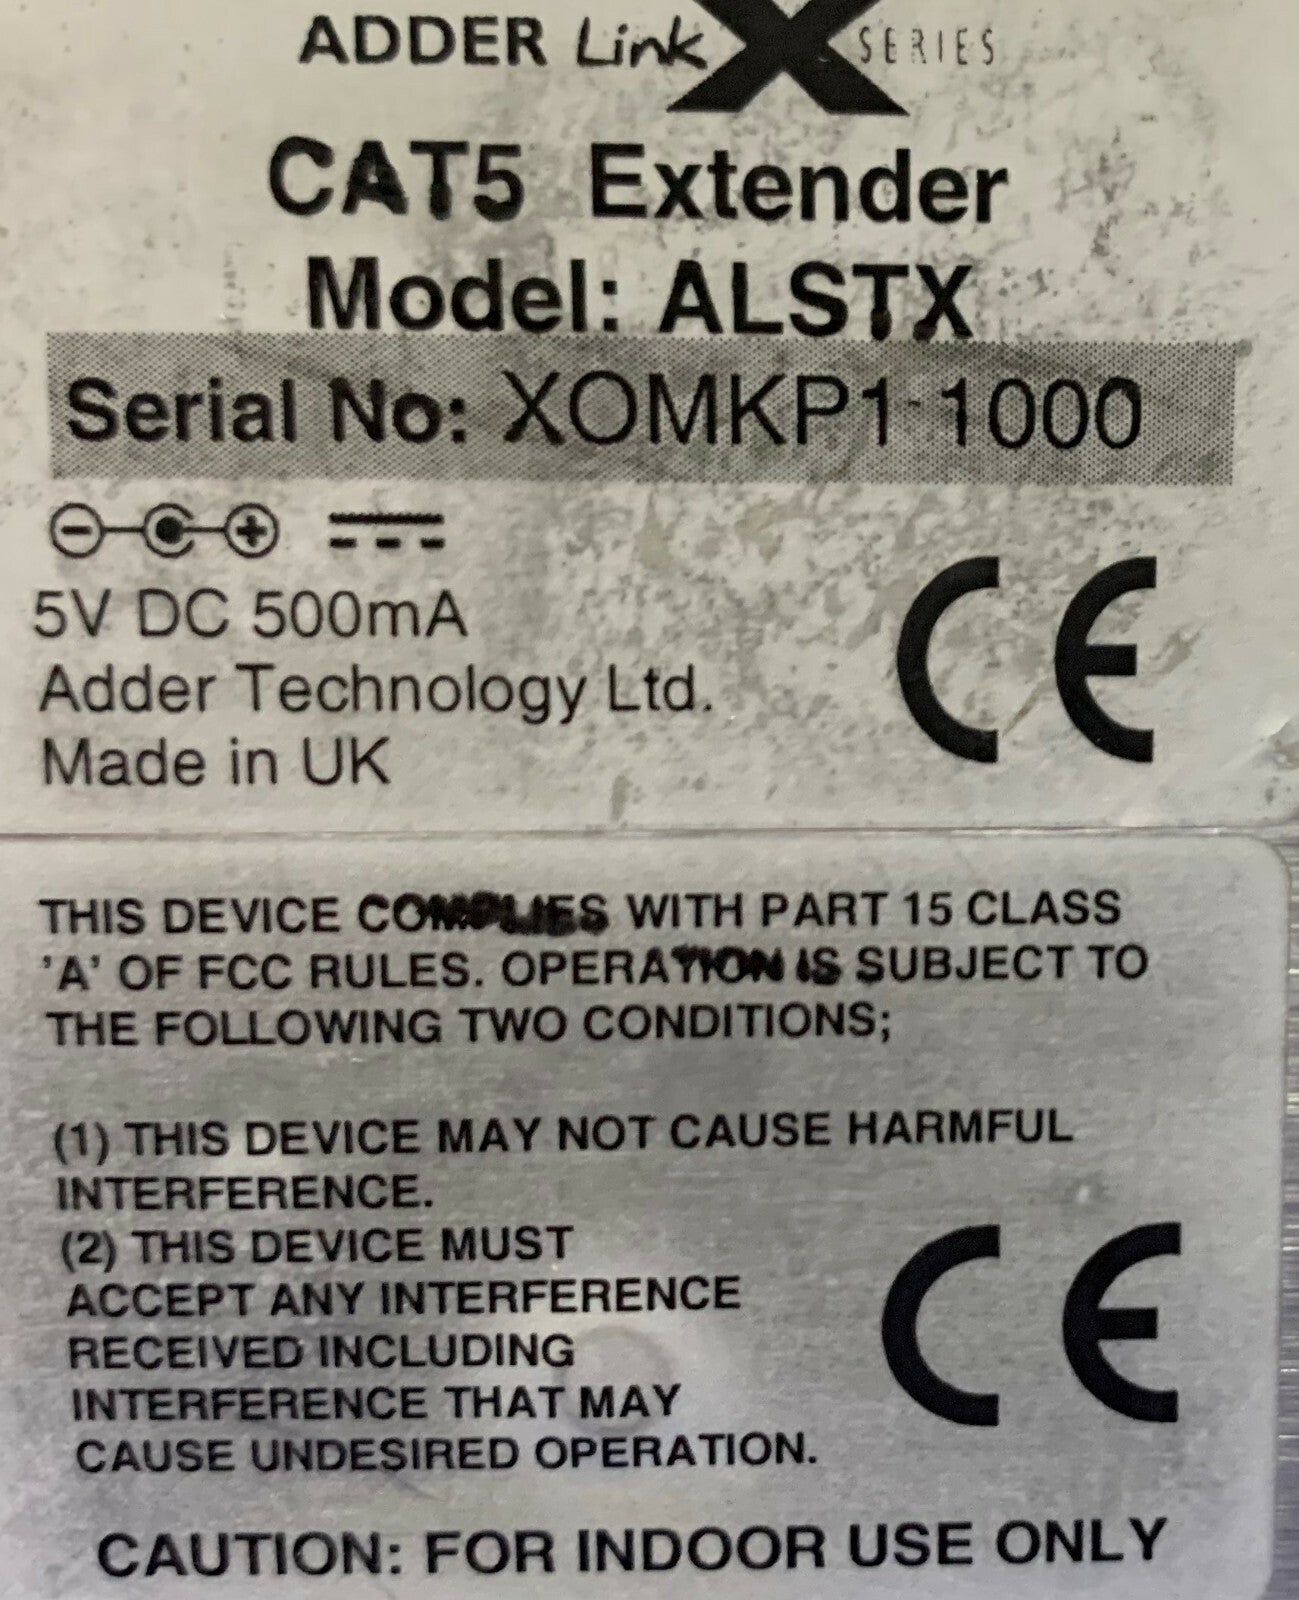 ADDER Link X SERIES
CAT5 Extender
Model: ALSTX
Serial No: XOMKP1-1000
5V DC 500mA
Adder Technology Ltd.
Made in UK
CE
THIS DEVICE COMPLIES WITH PART 15 CLASS
'A' OF FCC RULES. OPERATION IS SUBJECT TO
THE FOLLOWING TWO CONDITIONS;
(1) THIS DEVICE MAY NOT CAUSE HARMFUL
INTERFERENCE.
(2) THIS DEVICE MUST
ACCEPT ANY INTERFERENCE
RECEIVED INCLUDING
INTERFERENCE THAT MAY
CAUSE UNDESIRED OPERATION.
CE
CAUTION: FOR INDOOR USE ONLY